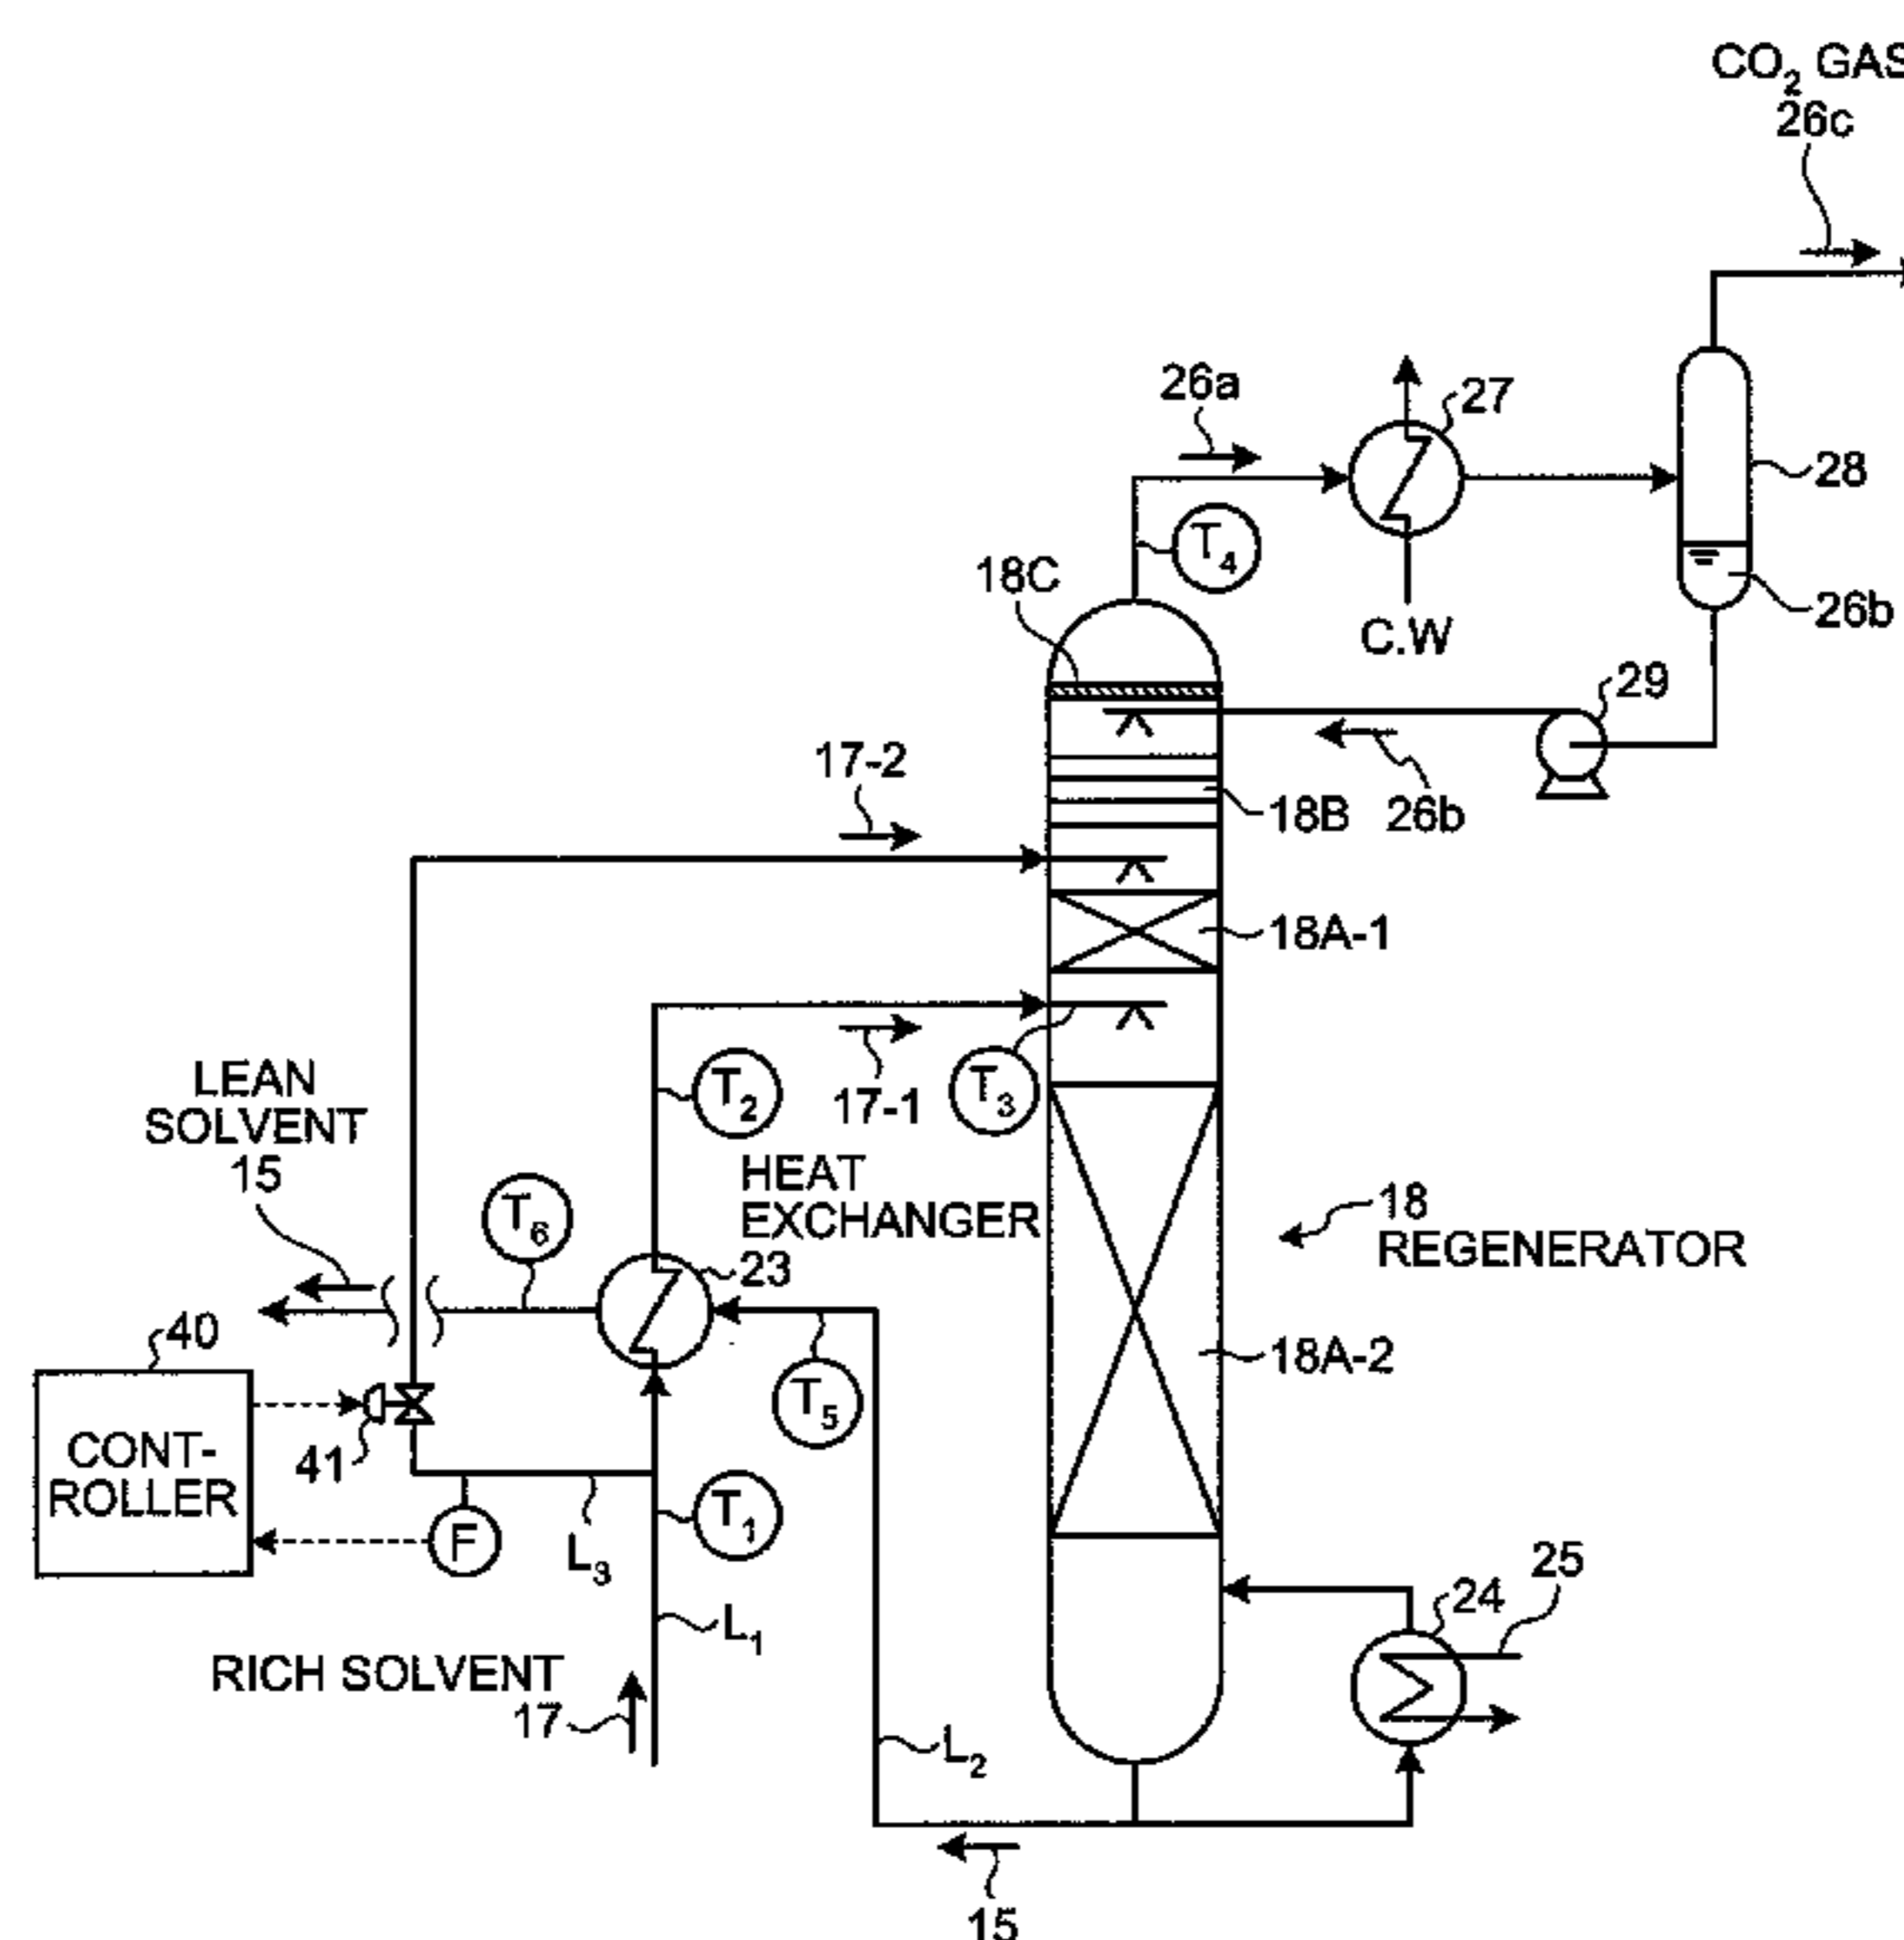 CO₂ GAS
26c
26a
27
28
T₄
18C
26b
C.W
29
17-2
18B
26b
18A-1
T₂
17-1
T₃
LEAN
SOLVENT
15
HEAT
EXCHANGER
T₆
18
REGENERATOR
23
40
18A-2
T₅
CONT-
ROLLER
41
T₁
F
L₃
25
24
L₁
RICH SOLVENT
17
L₂
15